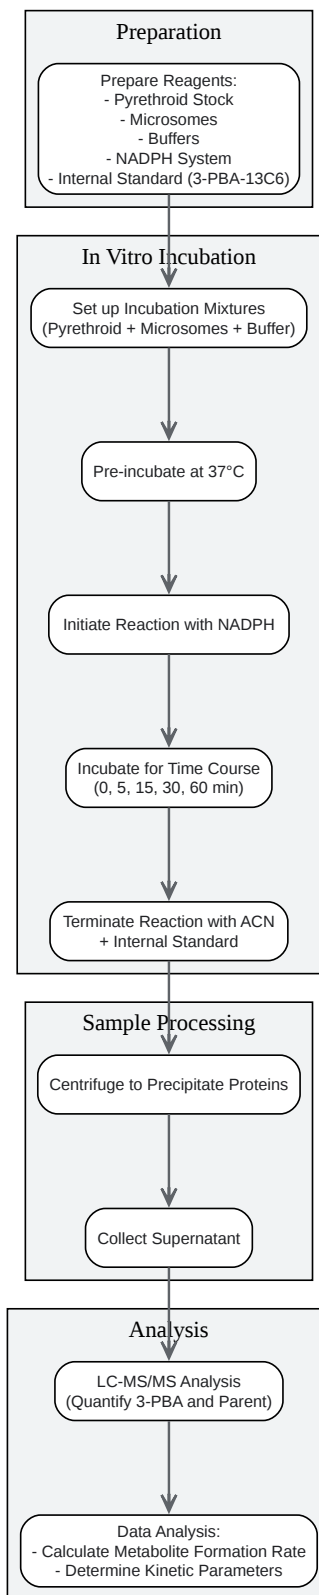 Preparation
Prepare Reagents:
- Pyrethroid Stock
- Microsomes
- Buffers
- NADPH System
- Internal Standard (3-PBA-13C6)
In Vitro Incubation
Set up Incubation Mixtures
(Pyrethroid + Microsomes + Buffer)
Pre-incubate at 37°C
Initiate Reaction with NADPH
Incubate for Time Course
(0, 5, 15, 30, 60 min)
Terminate Reaction with ACN
+ Internal Standard
Sample Processing
Centrifuge to Precipitate Proteins
Collect Supernatant
Analysis
LC-MS/MS Analysis
(Quantify 3-PBA and Parent)
Data Analysis:
- Calculate Metabolite Formation Rate
- Determine Kinetic Parameters